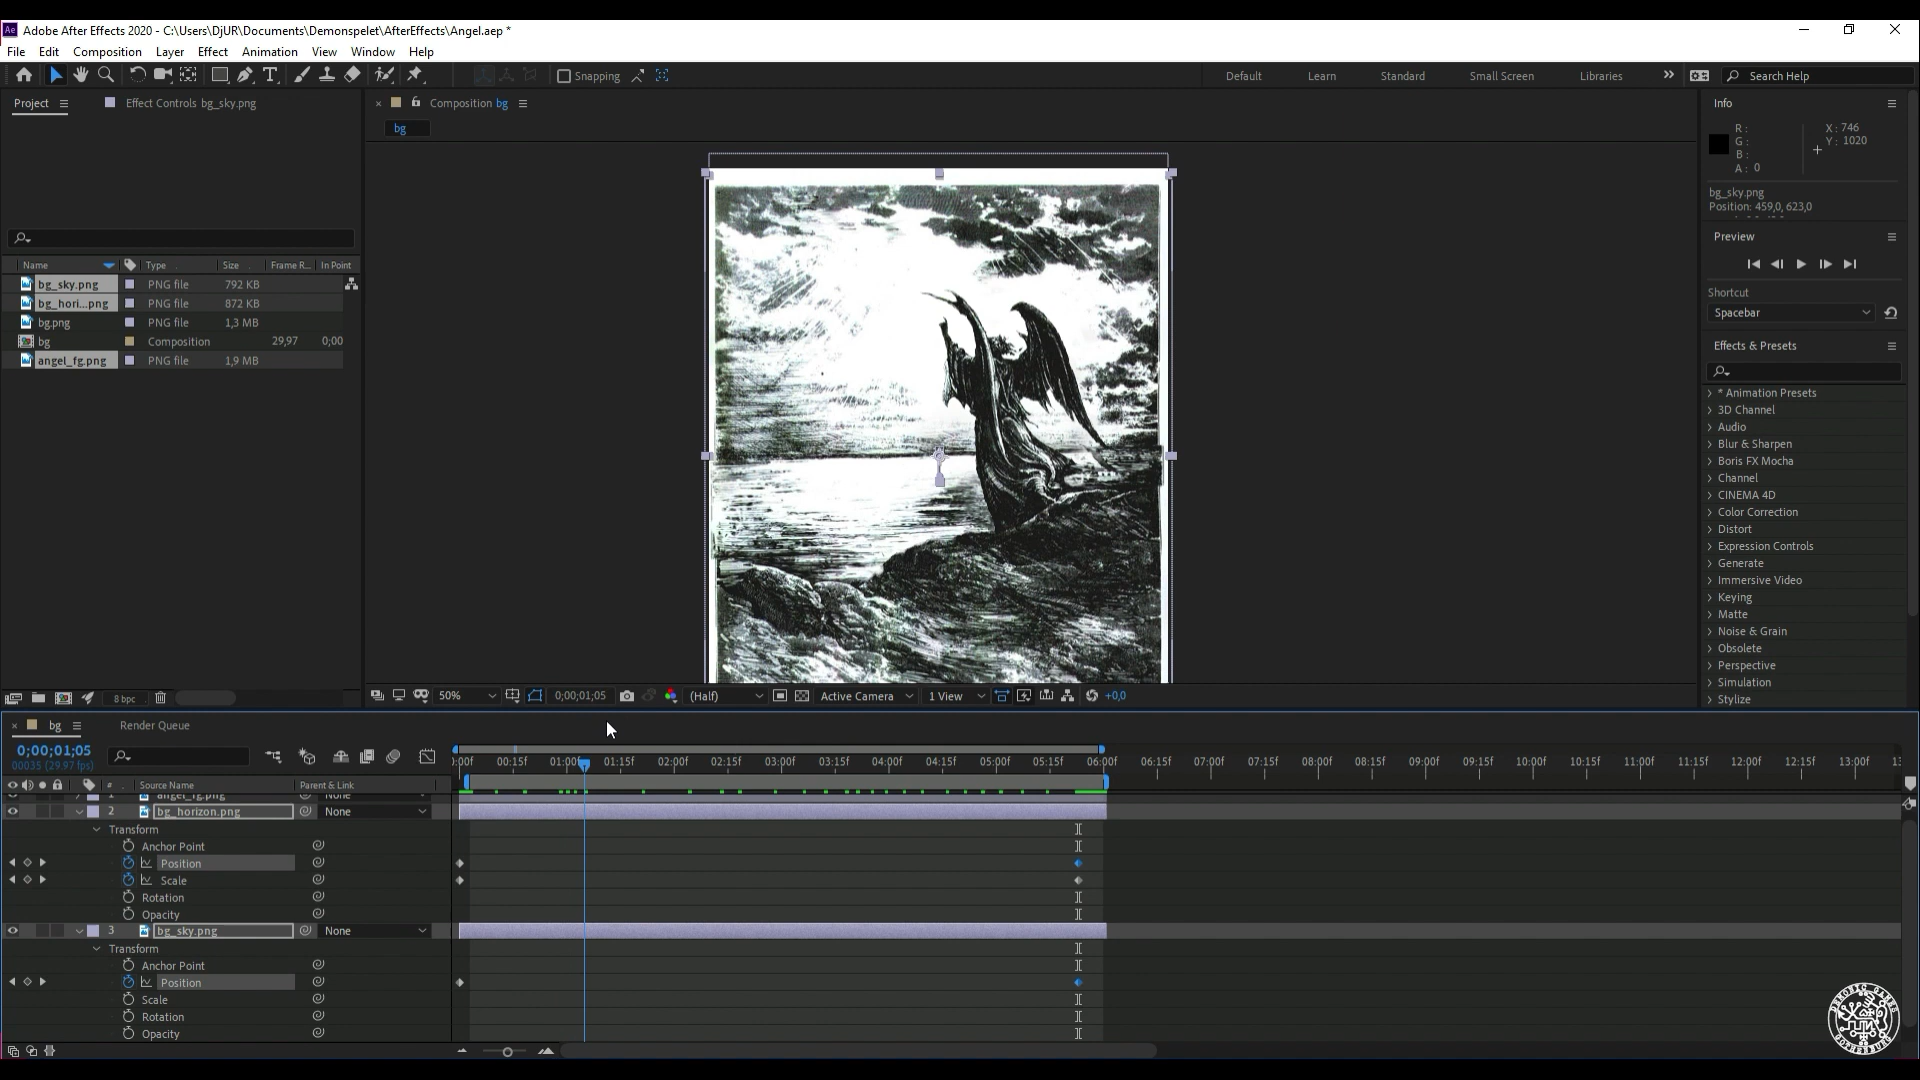 Ae Adobe After Effects 2020 - C:\Users\DjUR\Documents\Demonspelet\AfterEffects\Angel.aep *
File Edit Composition Layer Effect Animation View Window Help
Snapping
Default Learn Standard Small Screen Libraries » Search Help
Project
Effect Controls bg_sky.png
Composition bg
bg
Name Type Size Frame R... In Point
bg_sky.png PNG file 792 KB
bg_hori...png PNG file 872 KB
bg.png PNG file 1,3 MB
bg Composition 29,97 0;00
angel_fg.png PNG file 1,9 MB
8 bpc
50% 0;00;01;05 (Half) Active Camera 1 View +0,0
Info
R: X: 746
G: Y: 1020
B:
A: 0
bg_sky.png
Position: 459,0, 623,0
Preview
Shortcut
Spacebar
Effects & Presets
* Animation Presets
3D Channel
Audio
Blur & Sharpen
Boris FX Mocha
Channel
CINEMA 4D
Color Correction
Distort
Expression Controls
Generate
Immersive Video
Keying
Matte
Noise & Grain
Obsolete
Perspective
Simulation
Stylize
bg
Render Queue
0;00;01;05
00035 (29.97 fps)
:00f 00:15f 01:00f 01:15f 02:00f 02:15f 03:00f 03:15f 04:00f 04:15f 05:00f 05:15f 06:00f 06:15f 07:00f 07:15f 08:00f 08:15f 09:00f 09:15f 10:00f 10:15f 11:00f 11:15f 12:00f 12:15f 13:00f
# Source Name Parent & Link
1 angel_fg.png None
2 bg_horizon.png None
Transform
Anchor Point
Position
Scale
Rotation
Opacity
3 bg_sky.png None
Transform
Anchor Point
Position
Scale
Rotation
Opacity
DEMONIC GAMES
GOTHENBURG